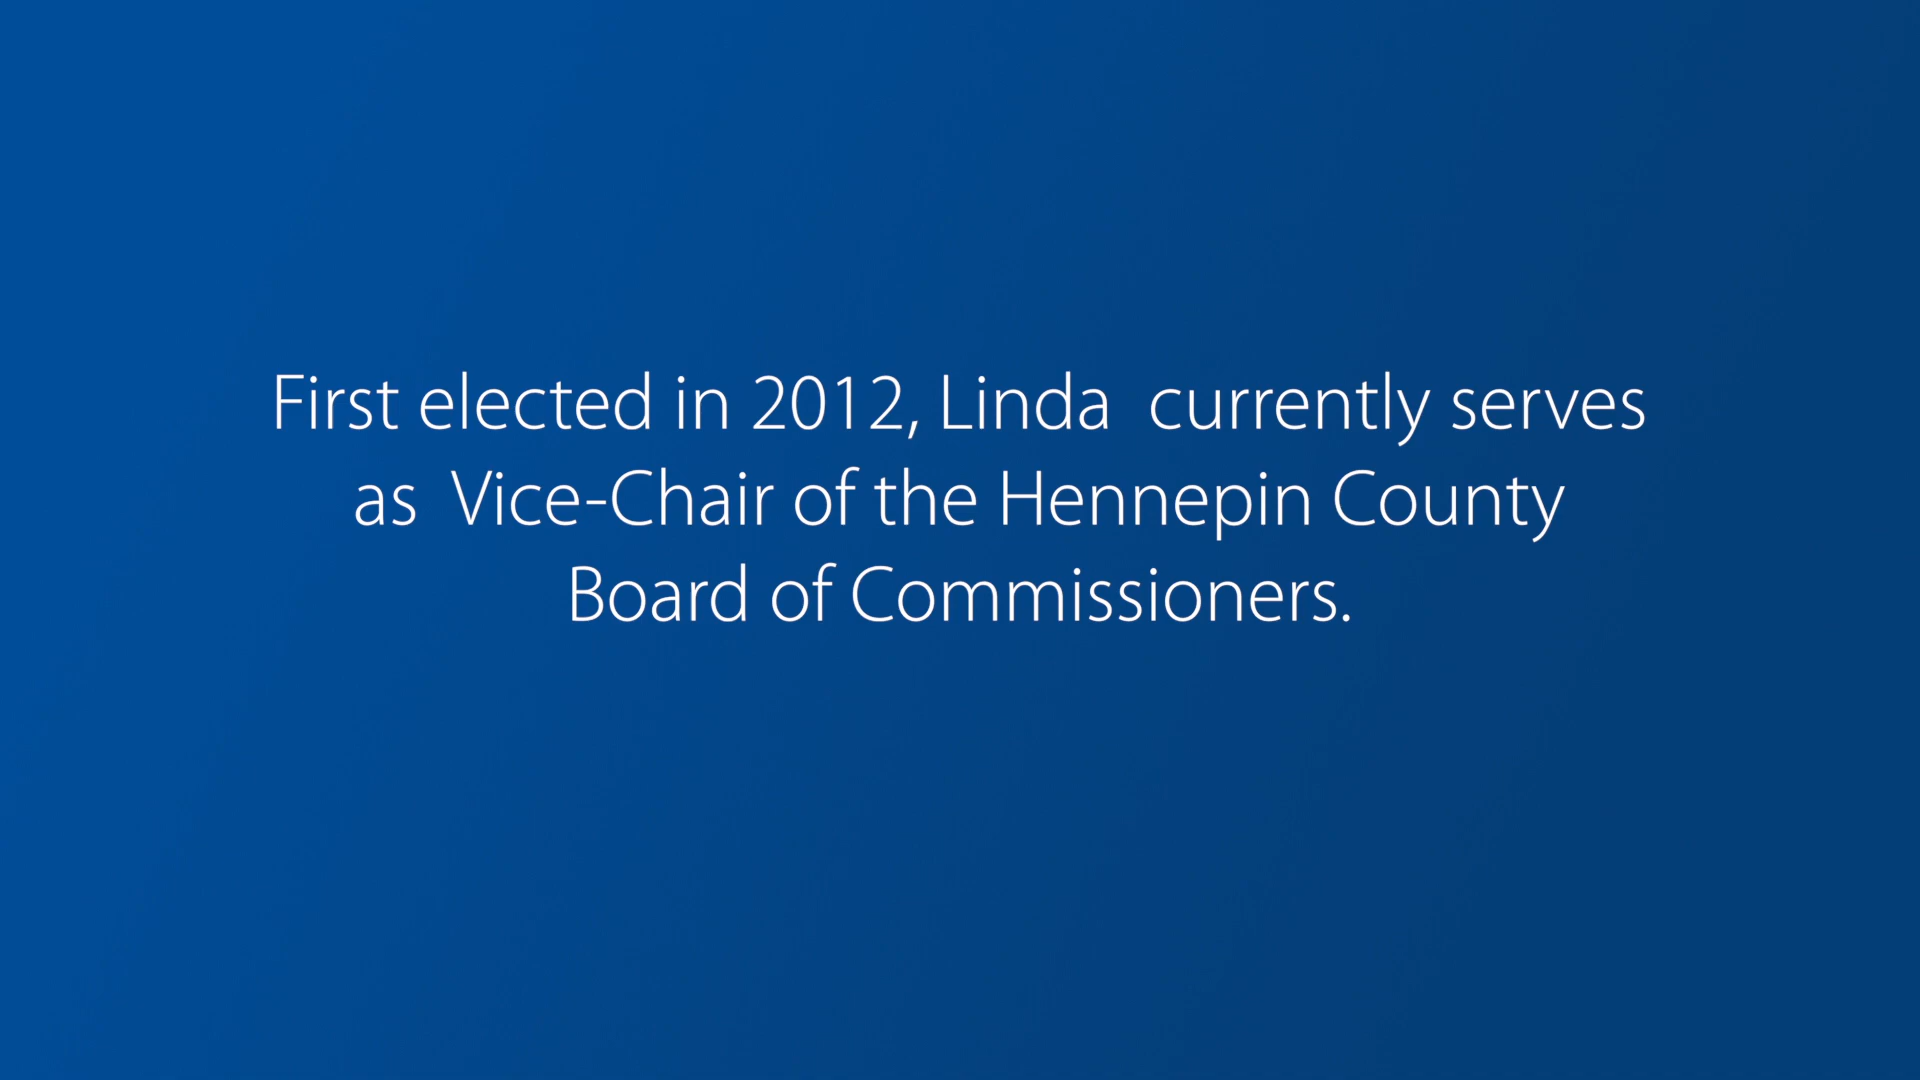 First elected in 2012, Linda  currently serves
as  Vice-Chair of the Hennepin County
Board of Commissioners.